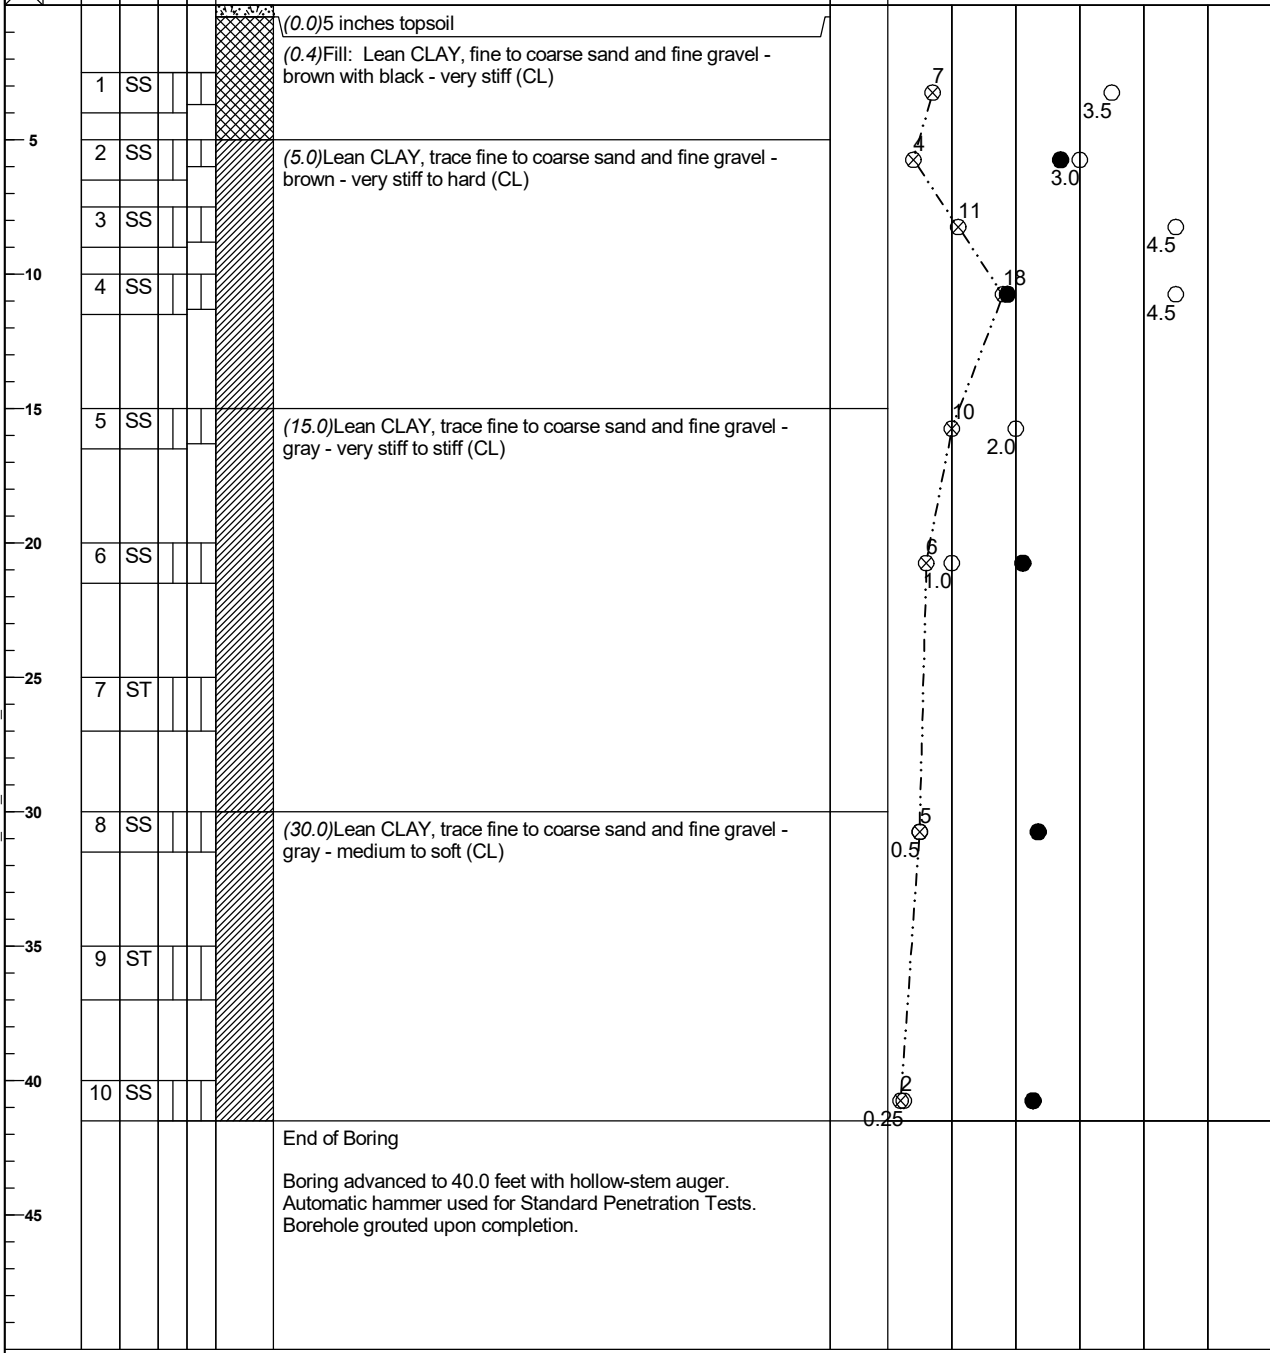 (0.0)5 inches topsoil
(0.4)Fill: Lean CLAY, fine to coarse sand and fine gravel -
brown with black - very stiff (CL)
7
1 SS
3.5
5
4
2 SS
(5.0)Lean CLAY, trace fine to coarse sand and fine gravel -
brown - very stiff to hard (CL)
3.0
11
3 SS
4.5
10
18
4 SS
4.5
15
10
5 SS
(15.0)Lean CLAY, trace fine to coarse sand and fine gravel -
gray - very stiff to stiff (CL)
2.0
20
6
6 SS
1.0
25
7 ST
30
5
8 SS
(30.0)Lean CLAY, trace fine to coarse sand and fine gravel -
gray - medium to soft (CL)
0.5
35
9 ST
40
2
10 SS
0.25
End of Boring
Boring advanced to 40.0 feet with hollow-stem auger.
Automatic hammer used for Standard Penetration Tests.
Borehole grouted upon completion.
45